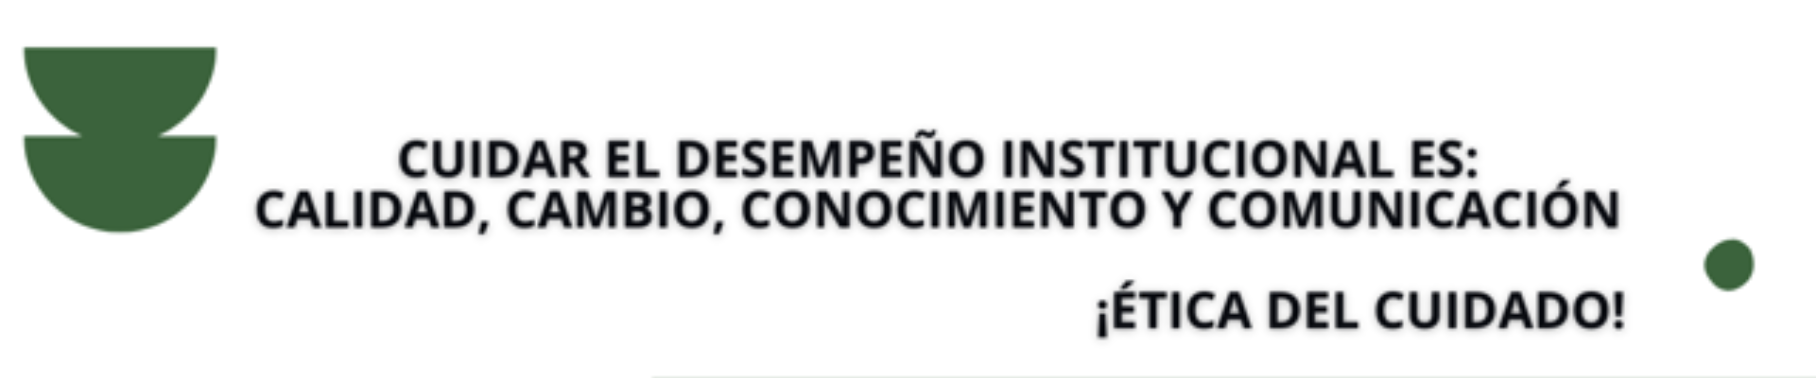 CUIDAR EL DESEMPEÑO INSTITUCIONAL ES:
CALIDAD, CAMBIO, CONOCIMIENTO Y COMUNICACIÓN
¡ÉTICA DEL CUIDADO!